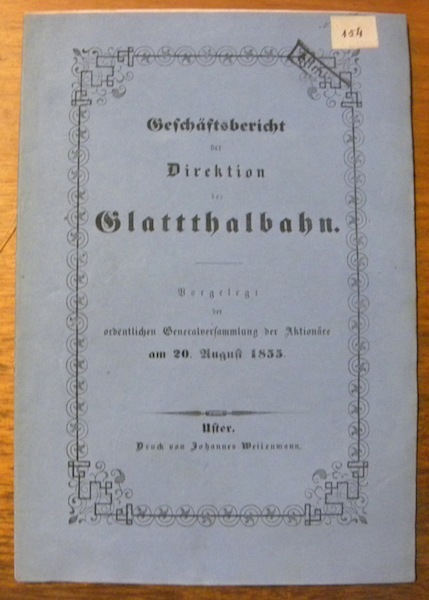 154
Geschäftsbericht
der
Direktion
der
Glattthalbahn.
Vorgelegt
der
ordentlichen Generalversammlung der Aktionäre
am 20. August 1855.
Uster.
Druck von Johannes Weilenmann.